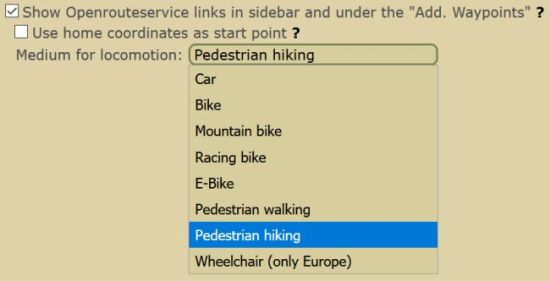 Show Openrouteservice links in sidebar and under the "Add. Waypoints" ?
Use home coordinates as start point ?
Medium for locomotion: Pedestrian hiking
Car
Bike
Mountain bike
Racing bike
E-Bike
Pedestrian walking
Pedestrian hiking
Wheelchair (only Europe)